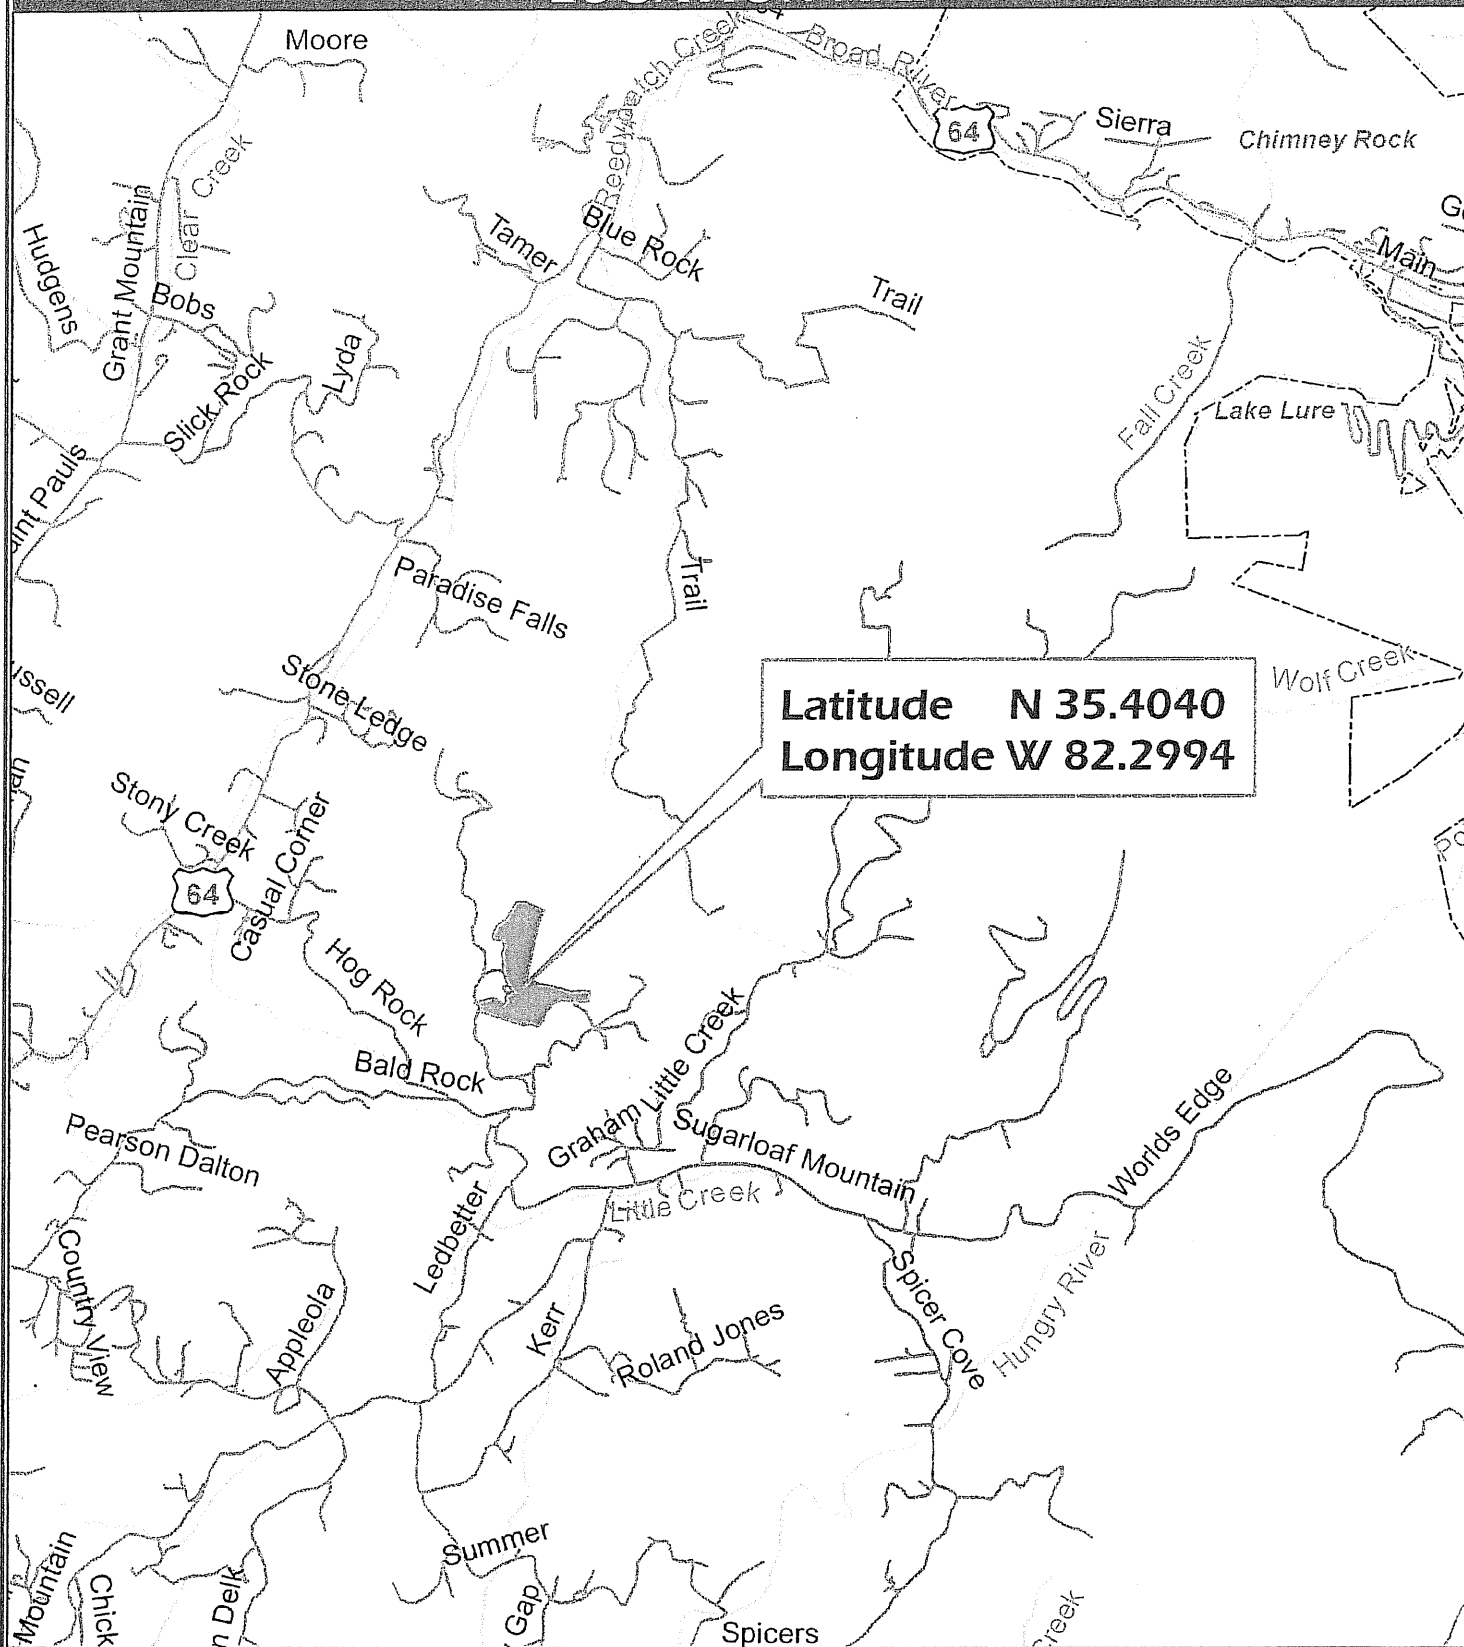 Moore
Broad River
64
Sierra
Chimney Rock
Reedypatch Creek
Clear Creek
Hudgens
Grant Mountain
Bobs
Tamer
Blue Rock
Trail
Main
Slick Rock
Lyda
Fall Creek
Lake Lure
Pauls
Paradise Falls
Trail
Stone Ledge
Latitude N 35.4040
Longitude W 82.2994
Wolf Creek
Stony Creek
Casual Corner
64
Hog Rock
Bald Rock
Little Creek
Graham
Sugarloaf Mountain
Worlds Edge
Pearson Dalton
Little Creek
Ledbetter
Country View
Appleola
Kerr
Roland Jones
Spicer Cove
Hungry River
Summer
Mountain
Chick
Delk
Gap
Spicers
Creek